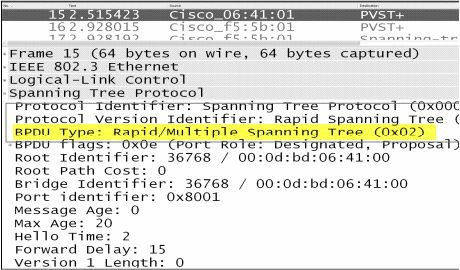 No. Time Source Destination
15 2.515423 Cisco_06:41:01 PVST+
16 2.928015 Cisco_f5:5b:01 PVST+
17 2.928192 Cisco_f5:5b:01 Spanning-tr
Frame 15 (64 bytes on wire, 64 bytes captured)
IEEE 802.3 Ethernet
Logical-Link Control
Spanning Tree Protocol
Protocol Identifier: Spanning Tree Protocol (0x000
Protocol Version Identifier: Rapid Spanning Tree (
BPDU Type: Rapid/Multiple Spanning Tree (0x02)
BPDU flags: 0x0e (Port Role: Designated, Proposal)
Root Identifier: 36768 / 00:0d:bd:06:41:00
Root Path Cost: 0
Bridge Identifier: 36768 / 00:0d:bd:06:41:00
Port identifier: 0x8001
Message Age: 0
Max Age: 20
Hello Time: 2
Forward Delay: 15
Version 1 Length: 0